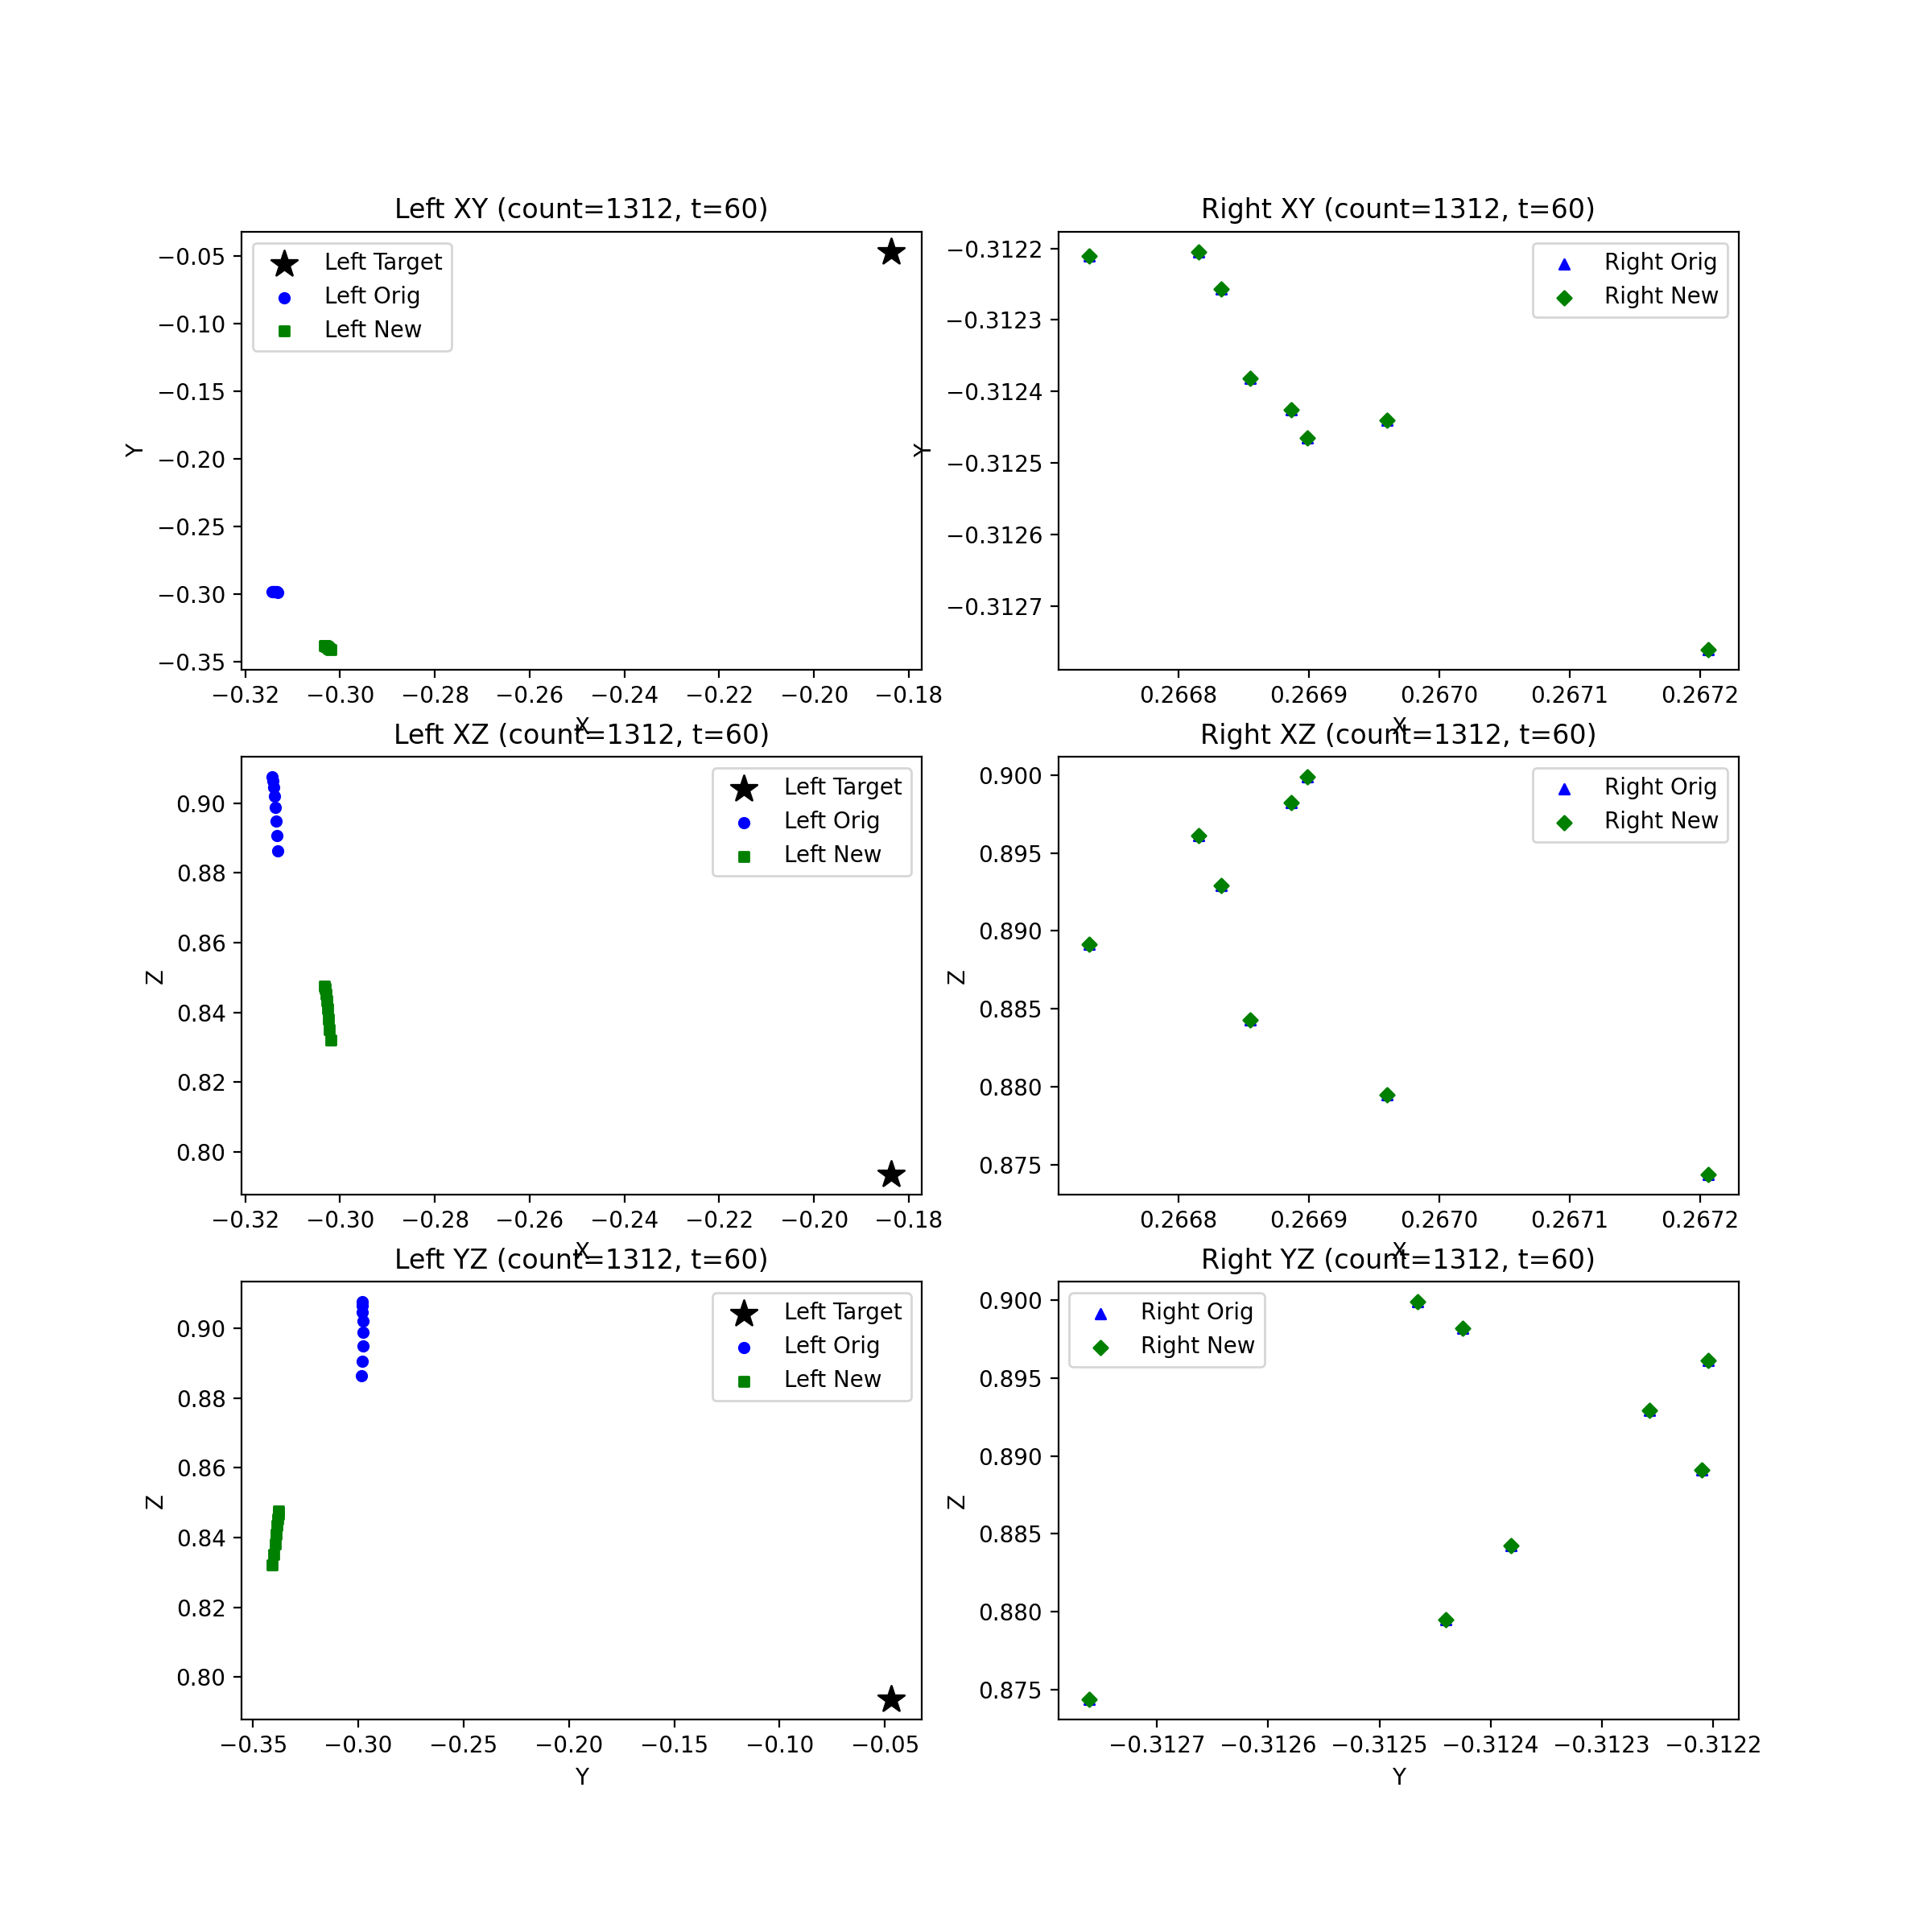 Left XY (count=1312, t=60)
Left Target
Left Orig
Left New
−0.05
−0.10
−0.15
−0.20
−0.25
−0.30
−0.35
Y
−0.32 −0.30 −0.28 −0.26 −0.24 −0.22 −0.20 −0.18
X
Right XY (count=1312, t=60)
Right Orig
Right New
−0.3122
−0.3123
−0.3124
−0.3125
−0.3126
−0.3127
Y
0.2668 0.2669 0.2670 0.2671 0.2672
X
Left XZ (count=1312, t=60)
Left Target
Left Orig
Left New
0.90
0.88
0.86
0.84
0.82
0.80
Z
−0.32 −0.30 −0.28 −0.26 −0.24 −0.22 −0.20 −0.18
X
Right XZ (count=1312, t=60)
Right Orig
Right New
0.900
0.895
0.890
0.885
0.880
0.875
Z
0.2668 0.2669 0.2670 0.2671 0.2672
X
Left YZ (count=1312, t=60)
Left Target
Left Orig
Left New
0.90
0.88
0.86
0.84
0.82
0.80
Z
−0.35 −0.30 −0.25 −0.20 −0.15 −0.10 −0.05
Y
Right YZ (count=1312, t=60)
Right Orig
Right New
0.900
0.895
0.890
0.885
0.880
0.875
Z
−0.3127 −0.3126 −0.3125 −0.3124 −0.3123 −0.3122
Y